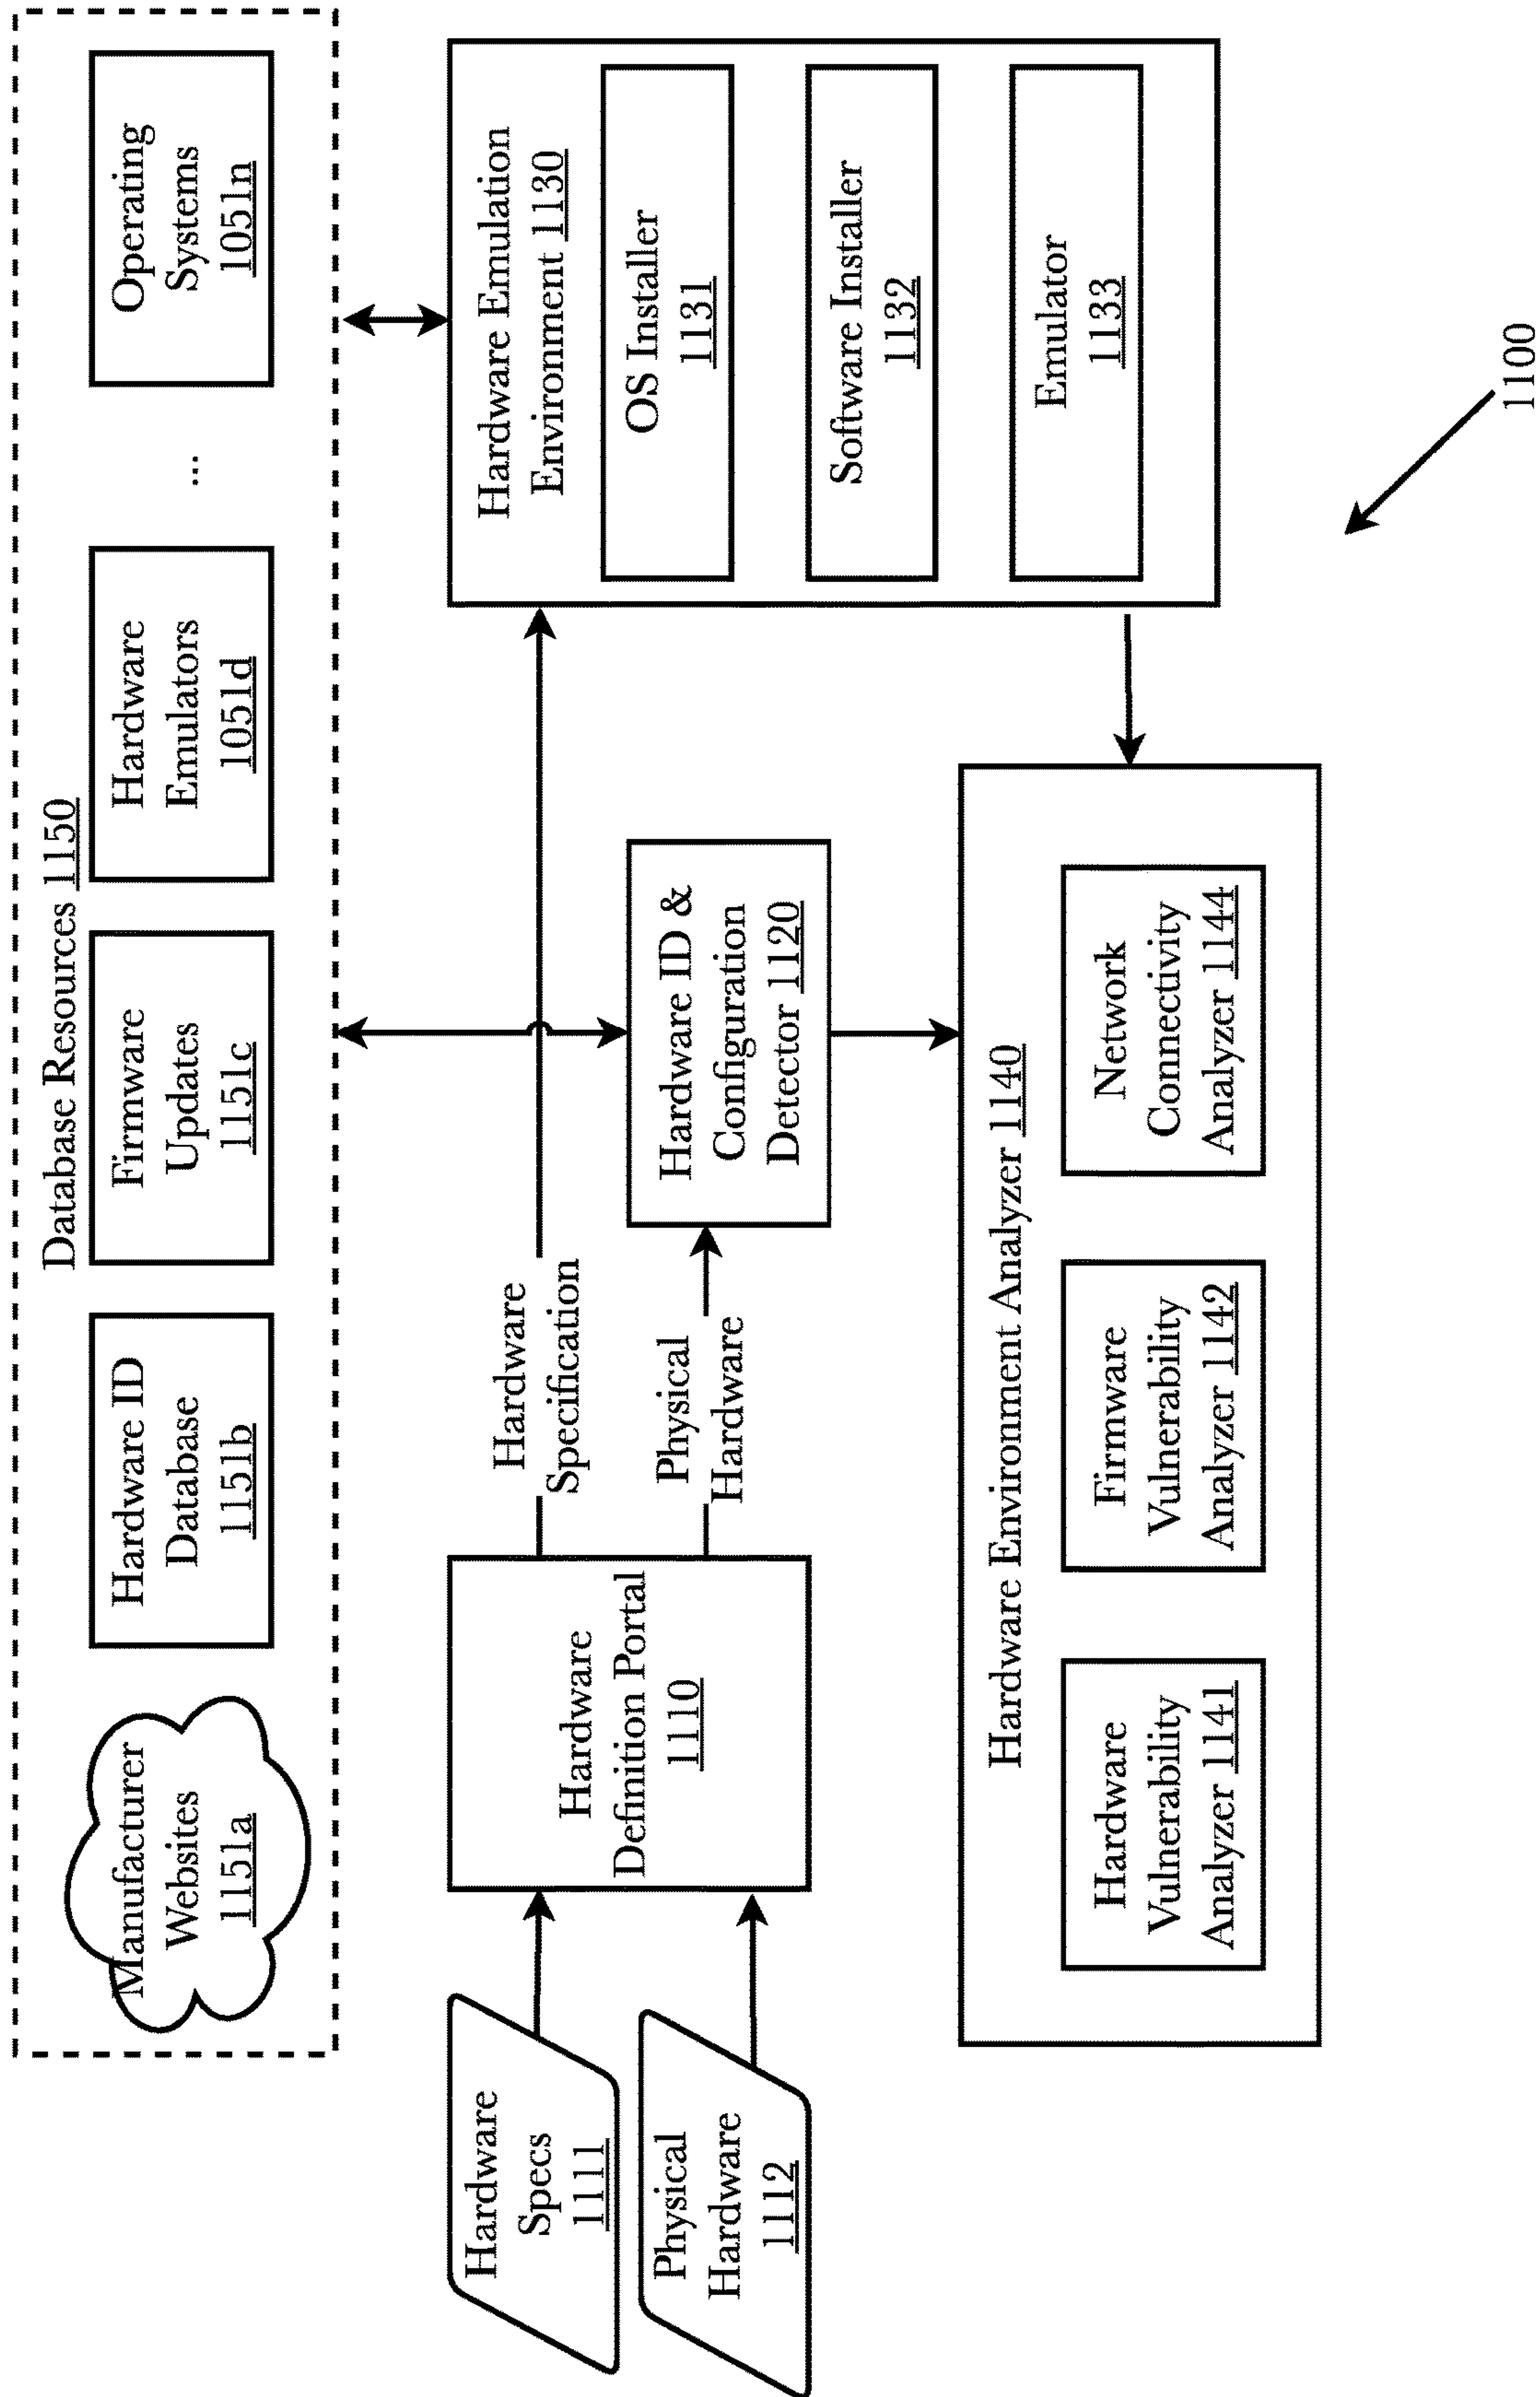 Database Resources 1150
Manufacturer
Websites
1151a
Hardware ID
Database
1151b
Firmware
Updates
1151c
Hardware
Emulators
1051d
...
Operating
Systems
1051n
Hardware
Specs
1111
Physical
Hardware
1112
Hardware
Definition Portal
1110
Hardware
Specification
Physical
Hardware
Hardware ID &
Configuration
Detector 1120
Hardware Emulation
Environment 1130
OS Installer
1131
Software Installer
1132
Emulator
1133
Hardware Environment Analyzer 1140
Hardware
Vulnerability
Analyzer 1141
Firmware
Vulnerability
Analyzer 1142
Network
Connectivity
Analyzer 1144
1100